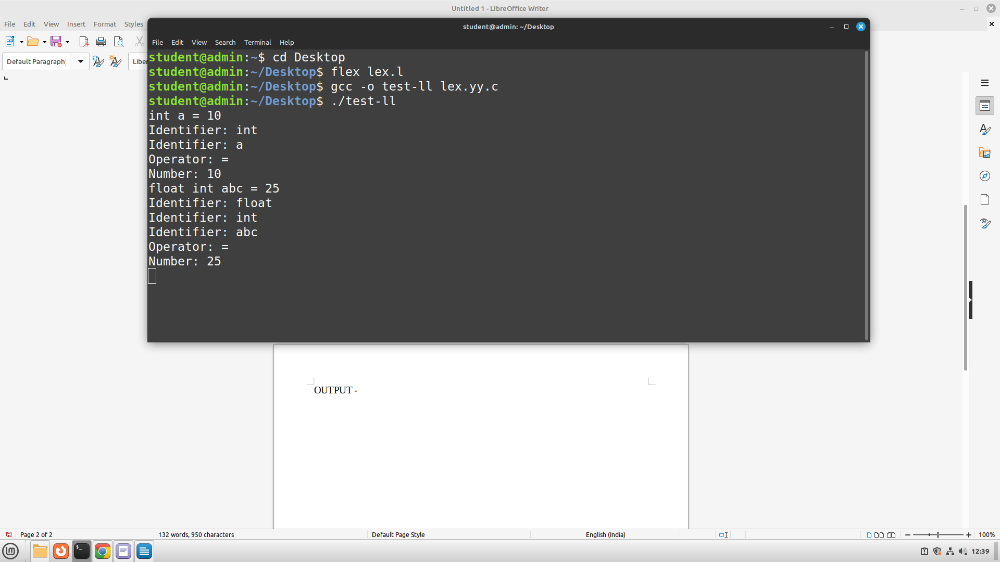 Untitled 1 - LibreOffice Writer
File Edit View Insert Format Styles
student@admin: ~/Desktop
File Edit View Search Terminal Help
Default Paragraph
Liber
student@admin:~$ cd Desktop
student@admin:~/Desktop$ flex lex.l
student@admin:~/Desktop$ gcc -o test-ll lex.yy.c
student@admin:~/Desktop$ ./test-ll
int a = 10
Identifier: int
Identifier: a
Operator: =
Number: 10
float int abc = 25
Identifier: float
Identifier: int
Identifier: abc
Operator: =
Number: 25
OUTPUT -
Page 2 of 2 132 words, 950 characters Default Page Style English (India) 100%
12:39